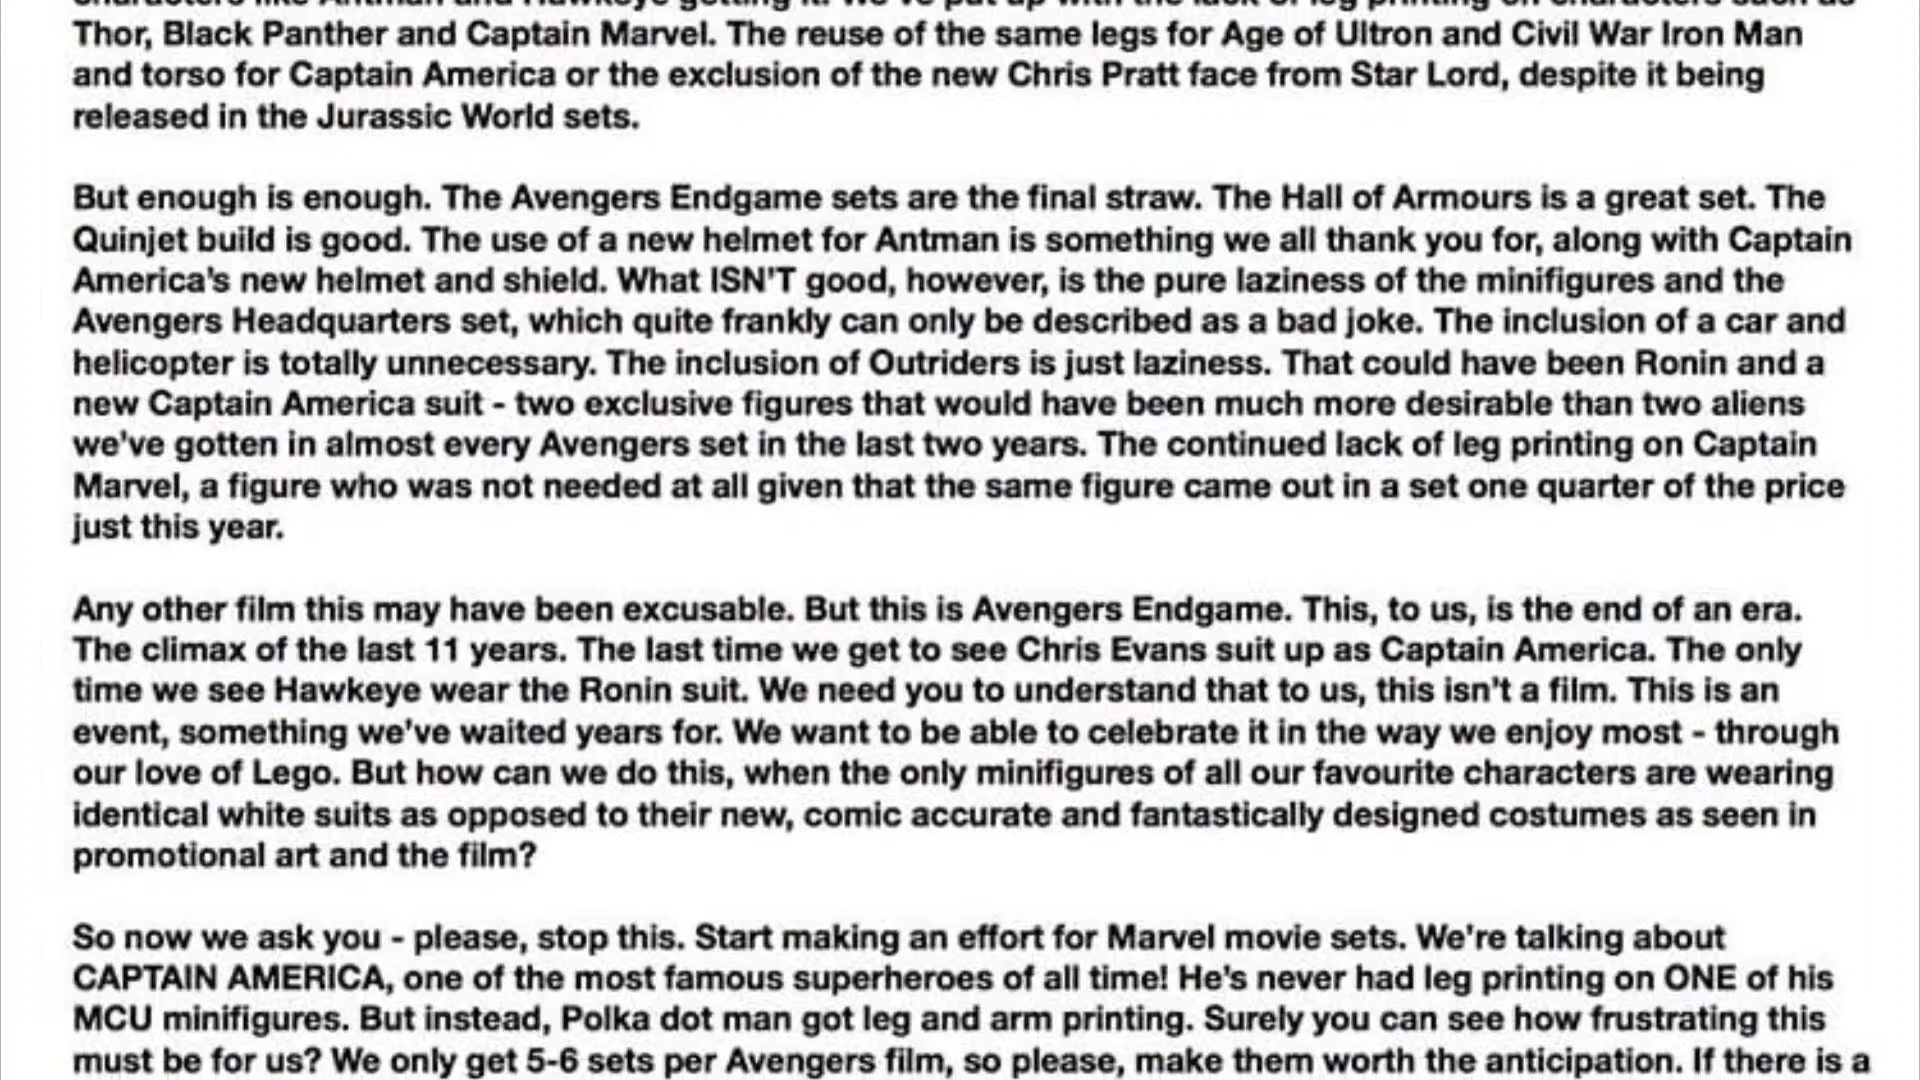 characters like Antman and Hawkeye getting it. We've put up with the lack of leg printing on characters such as
Thor, Black Panther and Captain Marvel. The reuse of the same legs for Age of Ultron and Civil War Iron Man
and torso for Captain America or the exclusion of the new Chris Pratt face from Star Lord, despite it being
released in the Jurassic World sets.
But enough is enough. The Avengers Endgame sets are the final straw. The Hall of Armours is a great set. The
Quinjet build is good. The use of a new helmet for Antman is something we all thank you for, along with Captain
America's new helmet and shield. What ISN'T good, however, is the pure laziness of the minifigures and the
Avengers Headquarters set, which quite frankly can only be described as a bad joke. The inclusion of a car and
helicopter is totally unnecessary. The inclusion of Outriders is just laziness. That could have been Ronin and a
new Captain America suit - two exclusive figures that would have been much more desirable than two aliens
we've gotten in almost every Avengers set in the last two years. The continued lack of leg printing on Captain
Marvel, a figure who was not needed at all given that the same figure came out in a set one quarter of the price
just this year.
Any other film this may have been excusable. But this is Avengers Endgame. This, to us, is the end of an era.
The climax of the last 11 years. The last time we get to see Chris Evans suit up as Captain America. The only
time we see Hawkeye wear the Ronin suit. We need you to understand that to us, this isn't a film. This is an
event, something we've waited years for. We want to be able to celebrate it in the way we enjoy most - through
our love of Lego. But how can we do this, when the only minifigures of all our favourite characters are wearing
identical white suits as opposed to their new, comic accurate and fantastically designed costumes as seen in
promotional art and the film?
So now we ask you - please, stop this. Start making an effort for Marvel movie sets. We're talking about
CAPTAIN AMERICA, one of the most famous superheroes of all time! He's never had leg printing on ONE of his
MCU minifigures. But instead, Polka dot man got leg and arm printing. Surely you can see how frustrating this
must be for us? We only get 5-6 sets per Avengers film, so please, make them worth the anticipation. If there is a